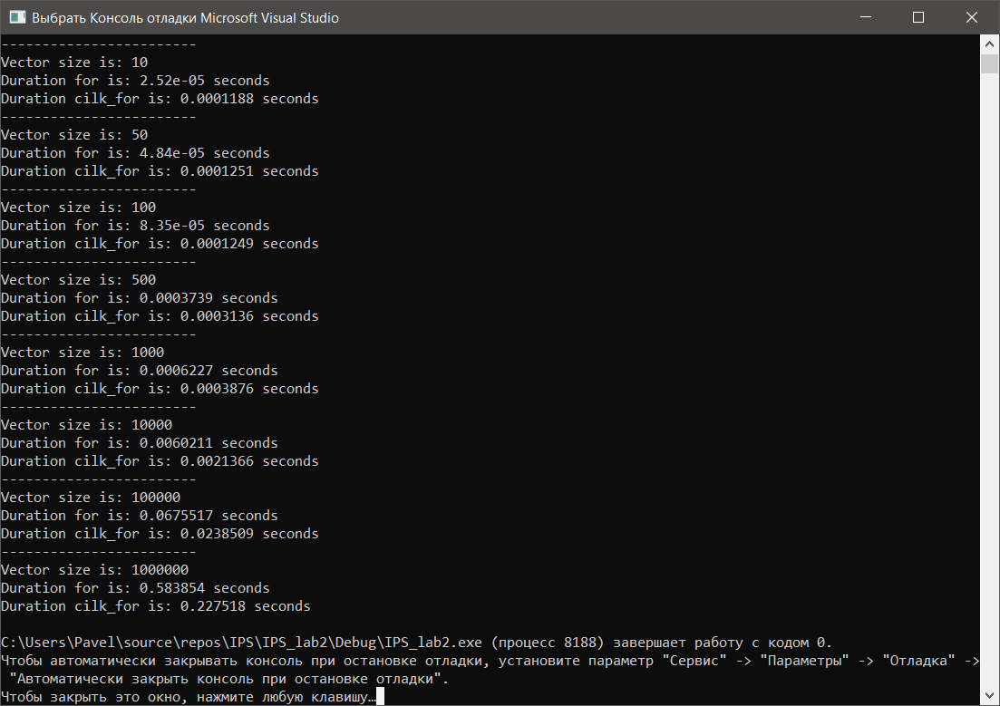 Выбрать Консоль отладки Microsoft Visual Studio
------------------------
Vector size is: 10
Duration for is: 2.52e-05 seconds
Duration cilk_for is: 0.0001188 seconds
------------------------
Vector size is: 50
Duration for is: 4.84e-05 seconds
Duration cilk_for is: 0.0001251 seconds
------------------------
Vector size is: 100
Duration for is: 8.35e-05 seconds
Duration cilk_for is: 0.0001249 seconds
------------------------
Vector size is: 500
Duration for is: 0.0003739 seconds
Duration cilk_for is: 0.0003136 seconds
------------------------
Vector size is: 1000
Duration for is: 0.0006227 seconds
Duration cilk_for is: 0.0003876 seconds
------------------------
Vector size is: 10000
Duration for is: 0.0060211 seconds
Duration cilk_for is: 0.0021366 seconds
------------------------
Vector size is: 100000
Duration for is: 0.0675517 seconds
Duration cilk_for is: 0.0238509 seconds
------------------------
Vector size is: 1000000
Duration for is: 0.583854 seconds
Duration cilk_for is: 0.227518 seconds
C:\Users\Pavel\source\repos\IPS\IPS_lab2\Debug\IPS_lab2.exe (процесс 8188) завершает работу с кодом 0.
Чтобы автоматически закрывать консоль при остановке отладки, установите параметр "Сервис" -> "Параметры" -> "Отладка" ->
"Автоматически закрыть консоль при остановке отладки".
Чтобы закрыть это окно, нажмите любую клавишу…